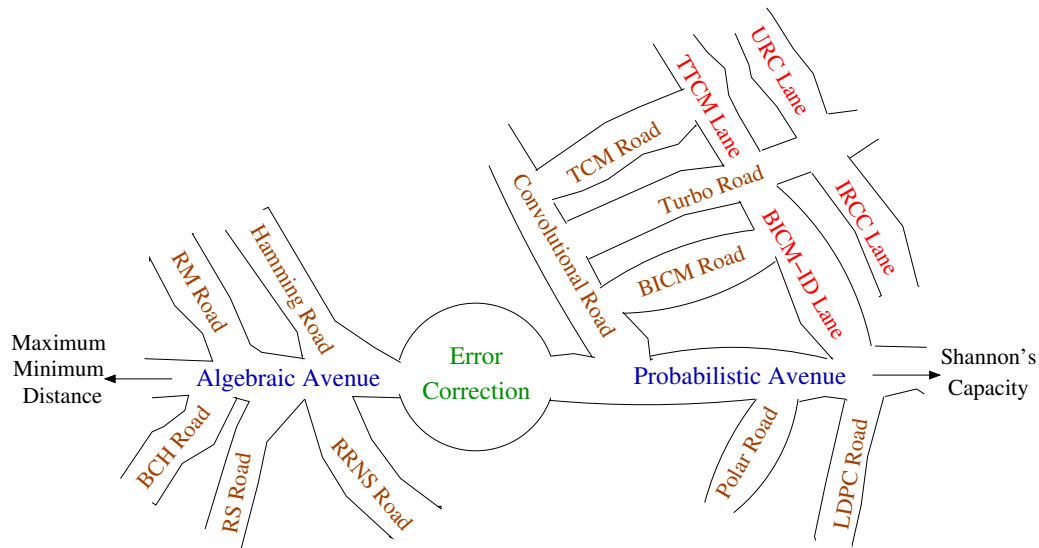 URC Lane
TTCM Lane
TCM Road
Turbo Road
IRCC Lane
Convolutional Road
BICM Road
BICM-ID Lane
Hamming Road
RM Road
Maximum
Minimum
Distance
Algebraic Avenue
Error
Correction
Probabilistic Avenue
Shannon's
Capacity
BCH Road
RS Road
RRNS Road
Polar Road
LDPC Road